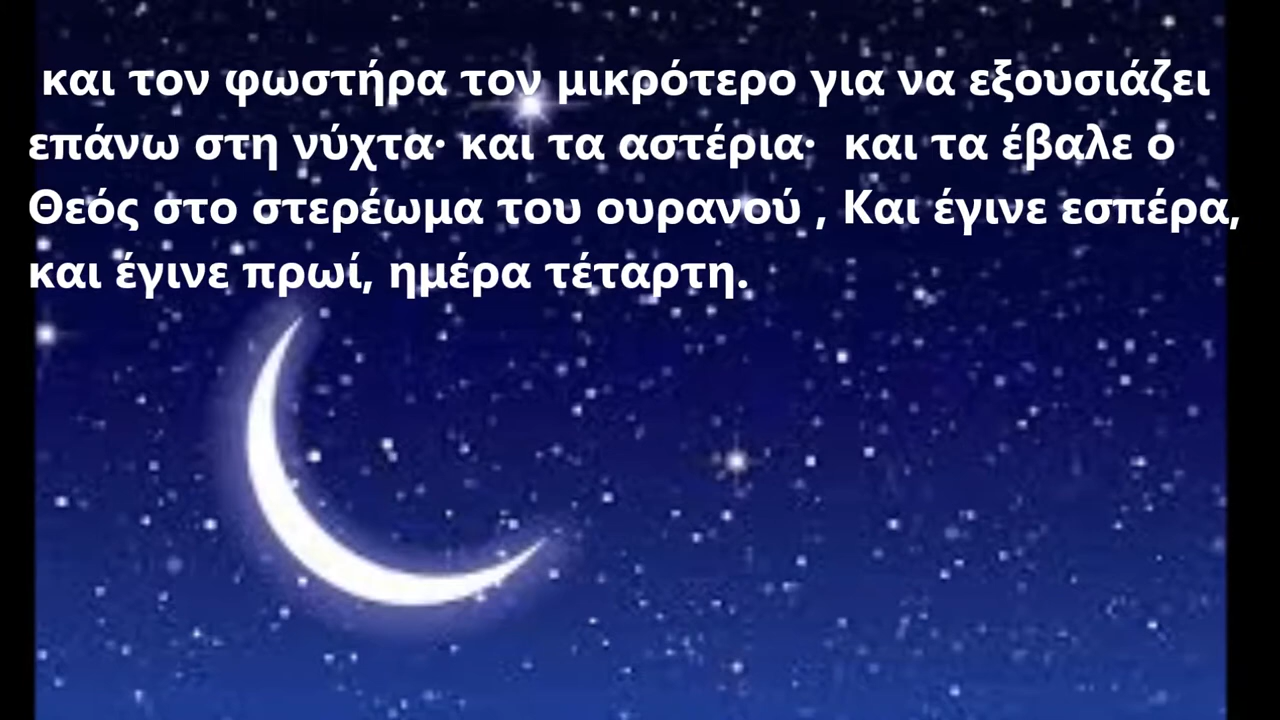 και τον φωστήρα τον μικρότερο για να εξουσιάζει
επάνω στη νύχτα· και τα αστέρια· και τα έβαλε ο
Θεός στο στερέωμα του ουρανού , Και έγινε εσπέρα,
και έγινε πρωί, ημέρα τέταρτη.